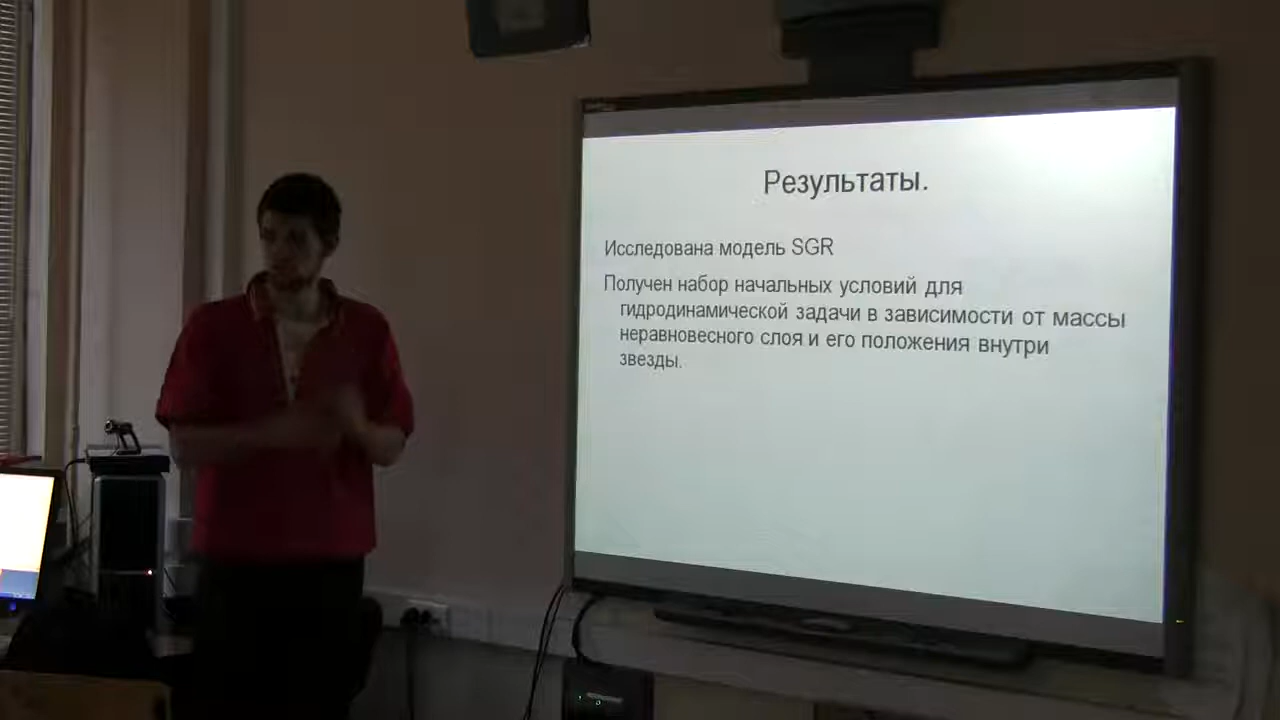 Результаты.
Исследована модель SGR
Получен набор начальных условий для
гидродинамической задачи в зависимости от массы
неравновесного слоя и его положения внутри
звезды.